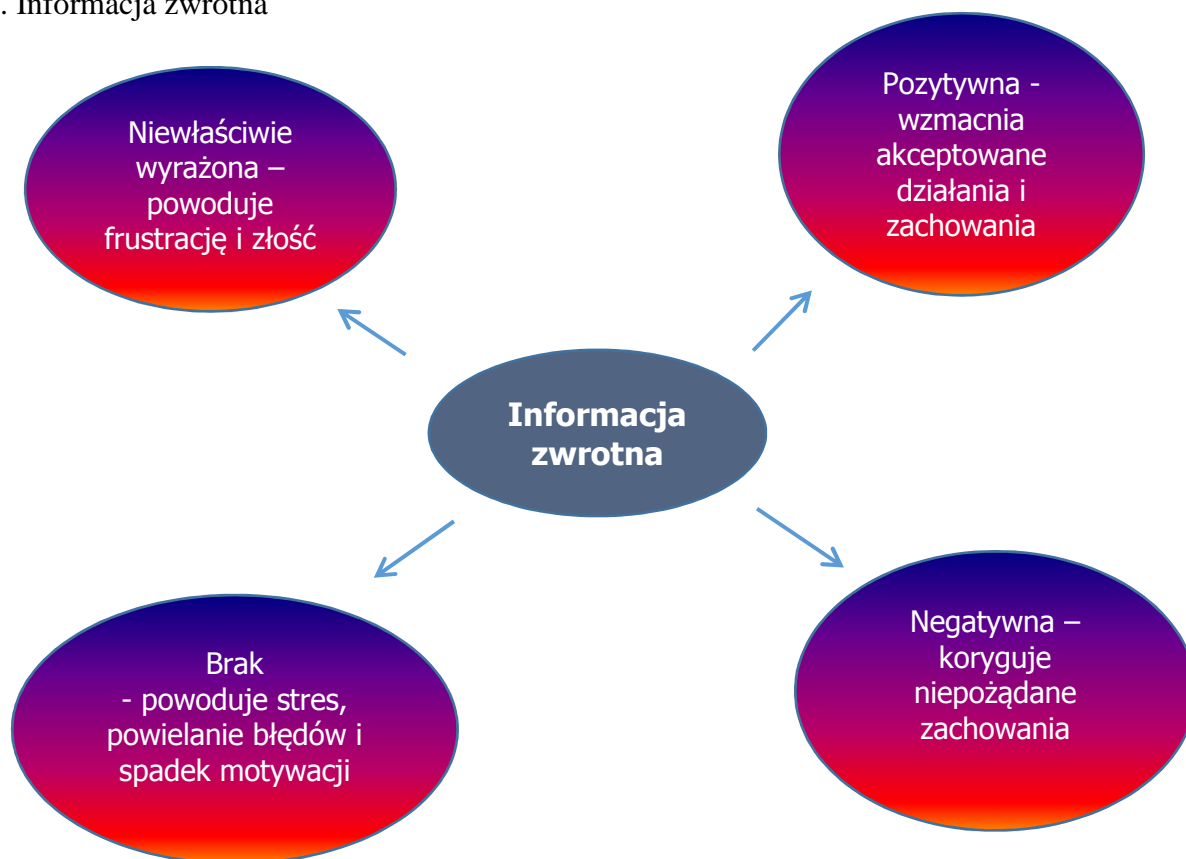 . Informacja zwrotna
Niewłaściwie
wyrażona –
powoduje
frustrację i złość
Pozytywna -
wzmacnia
akceptowane
działania i
zachowania
Informacja
zwrotna
Brak
- powoduje stres,
powielanie błędów i
spadek motywacji
Negatywna –
koryguje
niepożądane
zachowania